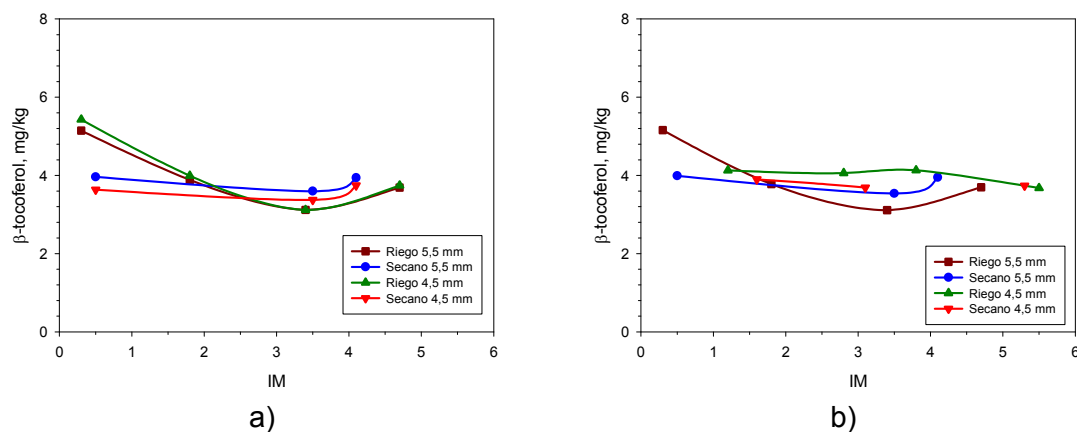 8
6
4
2
0
β-tocoferol, mg/kg
Riego 5,5 mm
Secano 5,5 mm
Riego 4,5 mm
Secano 4,5 mm
0 1 2 3 4 5 6
IM
a)
8
6
4
2
0
β-tocoferol, mg/kg
Riego 5,5 mm
Secano 5,5 mm
Riego 4,5 mm
Secano 4,5 mm
0 1 2 3 4 5 6
IM
b)